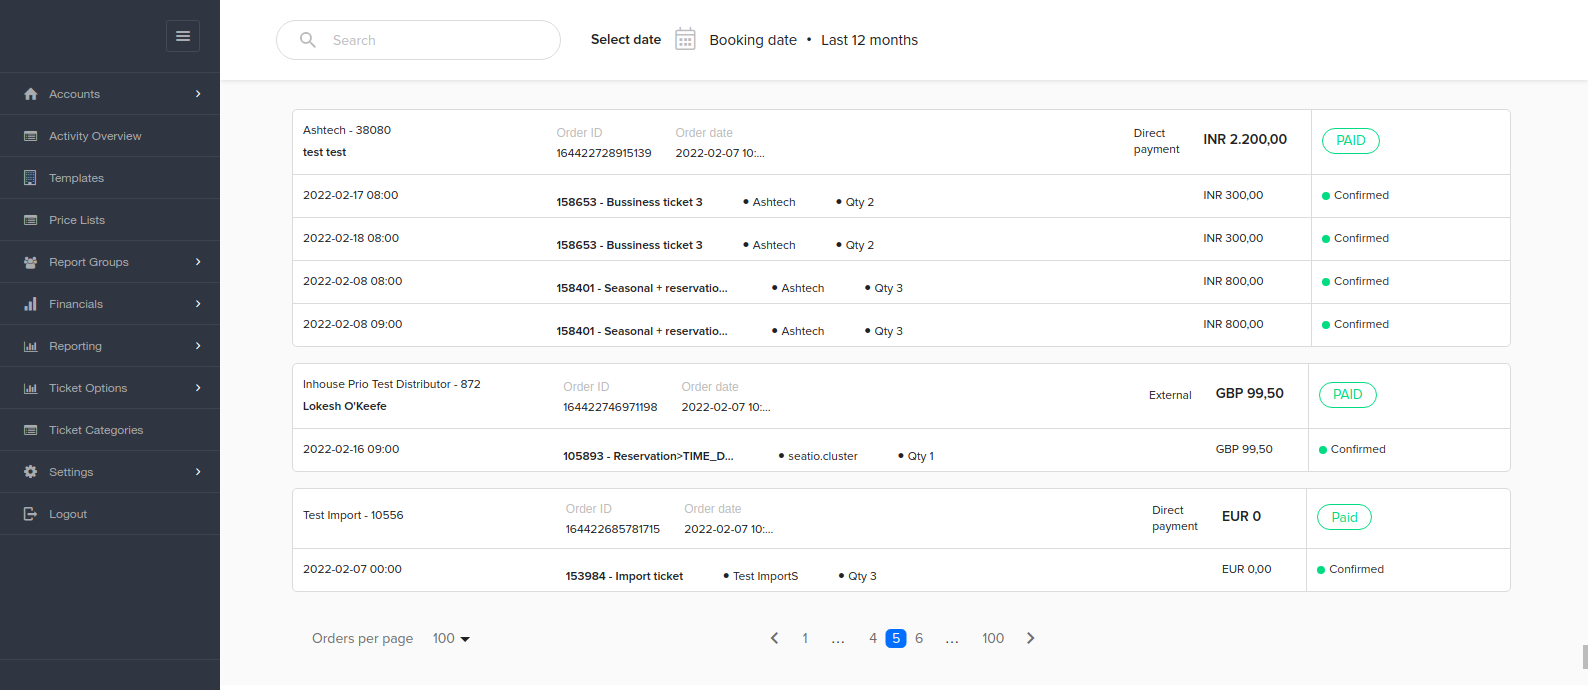 Search
Select date
Booking date • Last 12 months
Accounts
Activity Overview
Templates
Price Lists
Report Groups
Financials
Reporting
Ticket Options
Ticket Categories
Settings
Logout
Ashtech - 38080
test test
Order ID
164422728915139
Order date
2022-02-07 10:...
Direct
payment
INR 2.200,00
PAID
2022-02-17 08:00
158653 - Bussiness ticket 3 • Ashtech • Qty 2
INR 300,00
Confirmed
2022-02-18 08:00
158653 - Bussiness ticket 3 • Ashtech • Qty 2
INR 300,00
Confirmed
2022-02-08 08:00
158401 - Seasonal + reservatio... • Ashtech • Qty 3
INR 800,00
Confirmed
2022-02-08 09:00
158401 - Seasonal + reservatio... • Ashtech • Qty 3
INR 800,00
Confirmed
Inhouse Prio Test Distributor - 872
Lokesh O'Keefe
Order ID
164422746971198
Order date
2022-02-07 10:...
External
GBP 99,50
PAID
2022-02-16 09:00
105893 - Reservation>TIME_D... • seatio.cluster • Qty 1
GBP 99,50
Confirmed
Test Import - 10556
Order ID
164422685781715
Order date
2022-02-07 10:...
Direct
payment
EUR 0
Paid
2022-02-07 00:00
153984 - Import ticket • Test ImportS • Qty 3
EUR 0,00
Confirmed
Orders per page 100
1 ... 4 5 6 ... 100